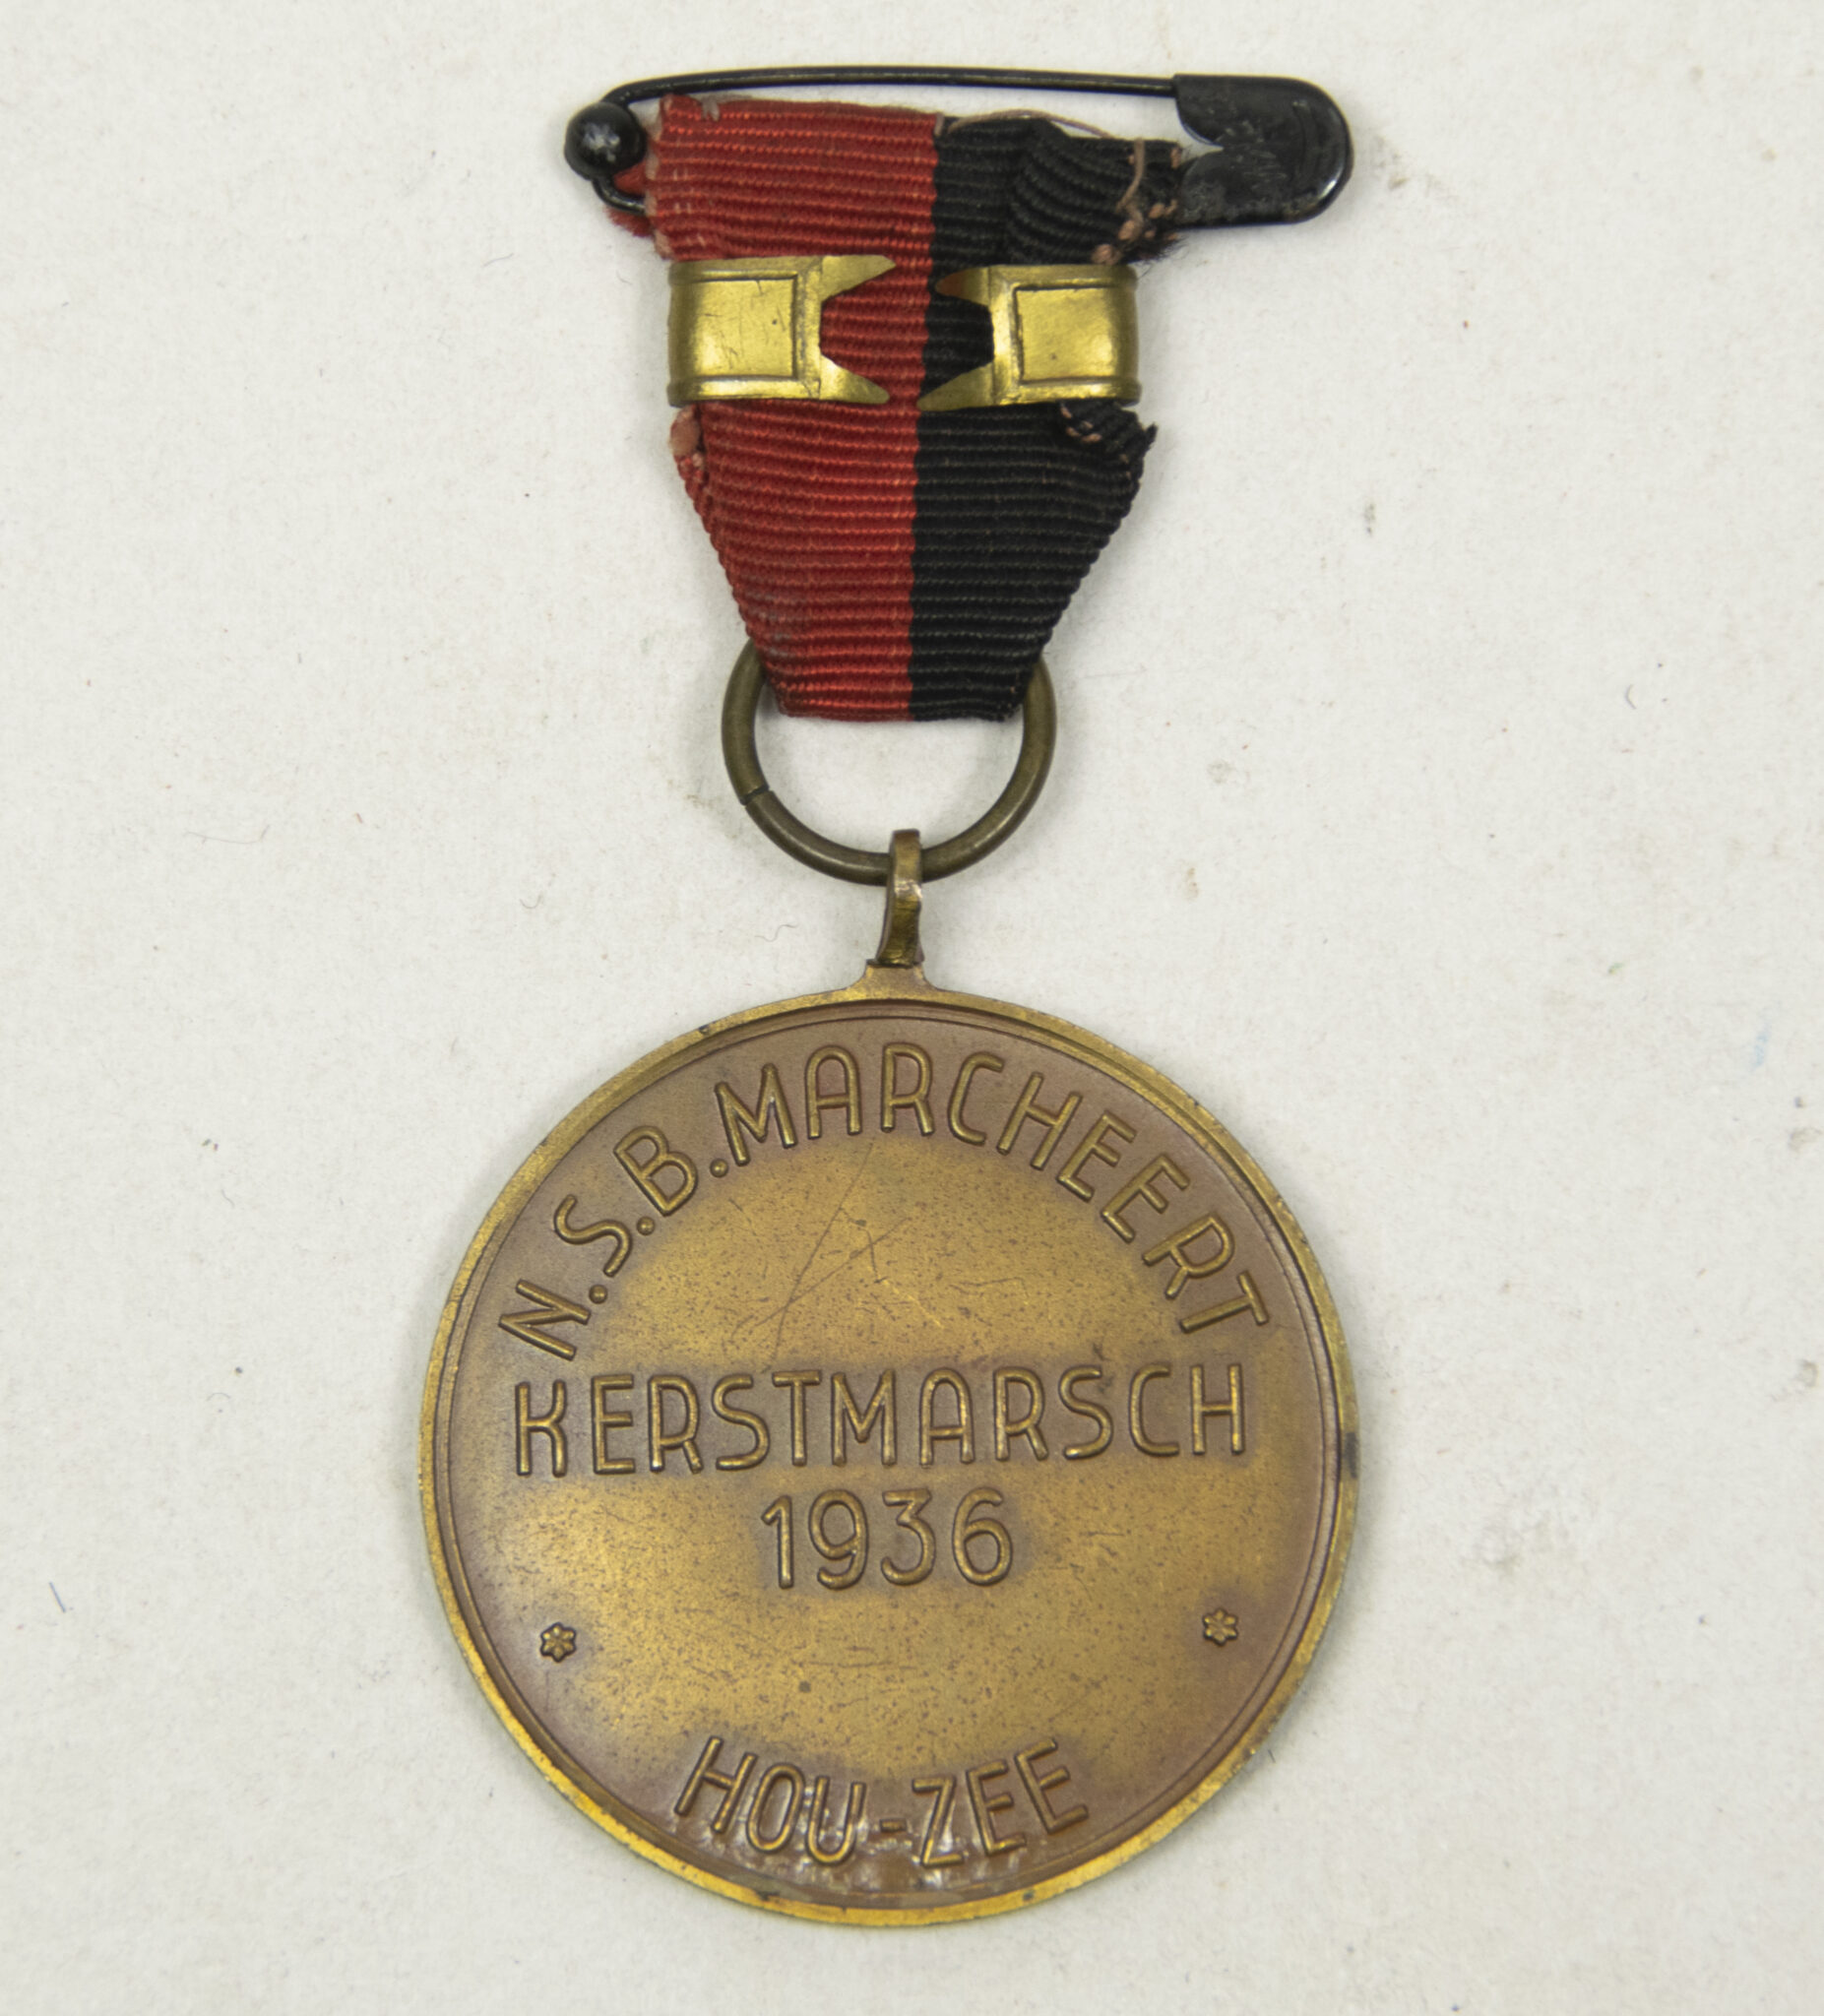 N.S.B. MARCHEERT
KERSTMARSCH
1936
HOU-ZEE